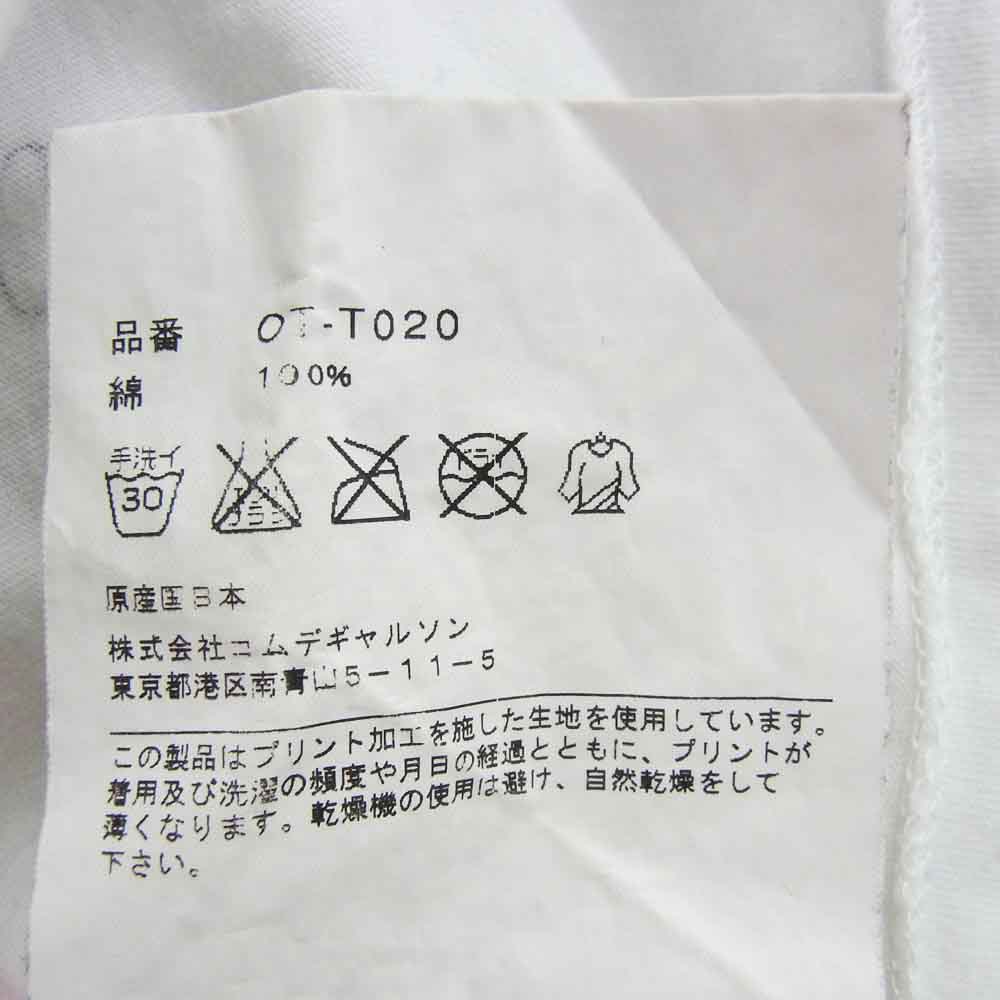 品番 OT-T020
綿 100%
手洗イ
30
エンソサラシ
ドライ
原産国日本
株式会社コムデギャルソン
東京都港区南青山5-11-5
この製品はプリント加工を施した生地を使用しています。
着用及び洗濯の頻度や月日の経過とともに、プリントが
薄くなります。乾燥機の使用は避け、自然乾燥をして
下さい。